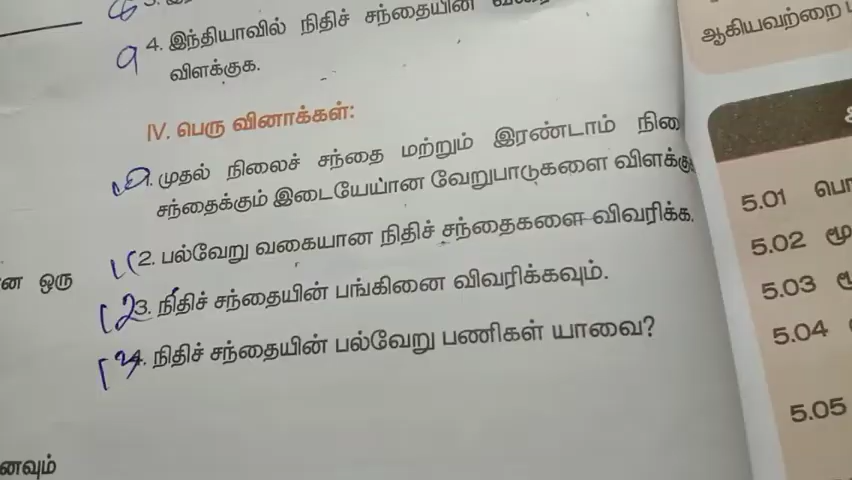 4. இந்தியாவில் நிதிச் சந்தையின்
விளக்குக.
IV. பெரு வினாக்கள்:
முதல் நிலைச் சந்தை மற்றும் இரண்டாம் நிலை
சந்தைக்கும் இடையேயான வேறுபாடுகளை விளக்குக
2. பல்வேறு வகையான நிதிச் சந்தைகளை விவரிக்க.
3. நிதிச் சந்தையின் பங்கினை விவரிக்கவும்.
4. நிதிச் சந்தையின் பல்வேறு பணிகள் யாவை?
ஒரு
னவும்
ஆகியவற்றை
5.01 பொ
5.02 மூ
5.03
5.04
5.05